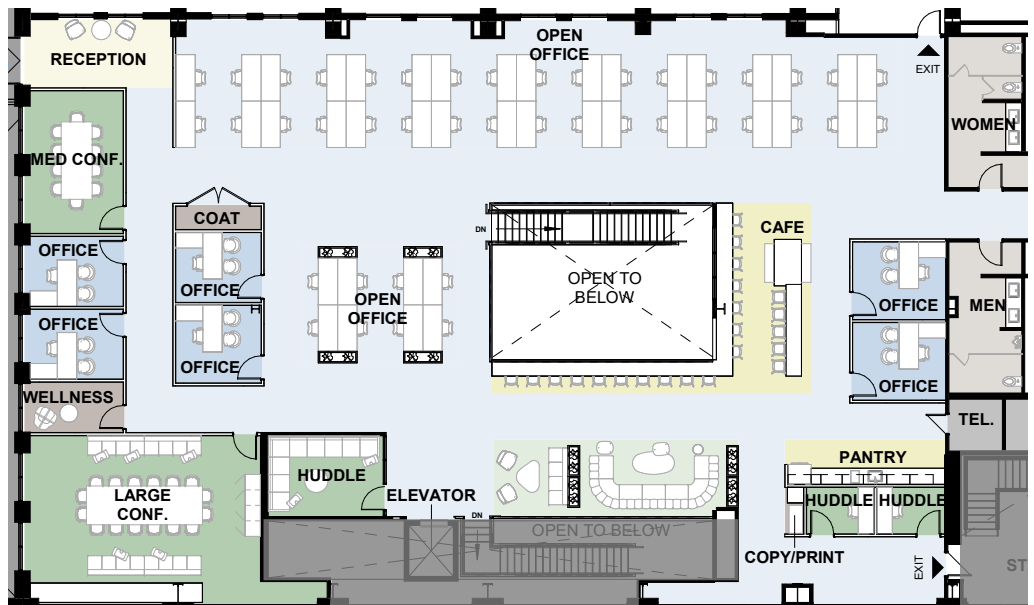 OPEN
OFFICE
RECEPTION
EXIT
WOMEN
MED CONF.
COAT
CAFE
DN
OFFICE
OFFICE
OPEN TO
BELOW
OPEN
OFFICE
OFFICE
MEN
OFFICE
OFFICE
OFFICE
WELLNESS
TEL.
PANTRY
HUDDLE
LARGE
CONF.
ELEVATOR
HUDDLE
HUDDLE
DN
OPEN TO BELOW
COPY/PRINT
EXIT
ST